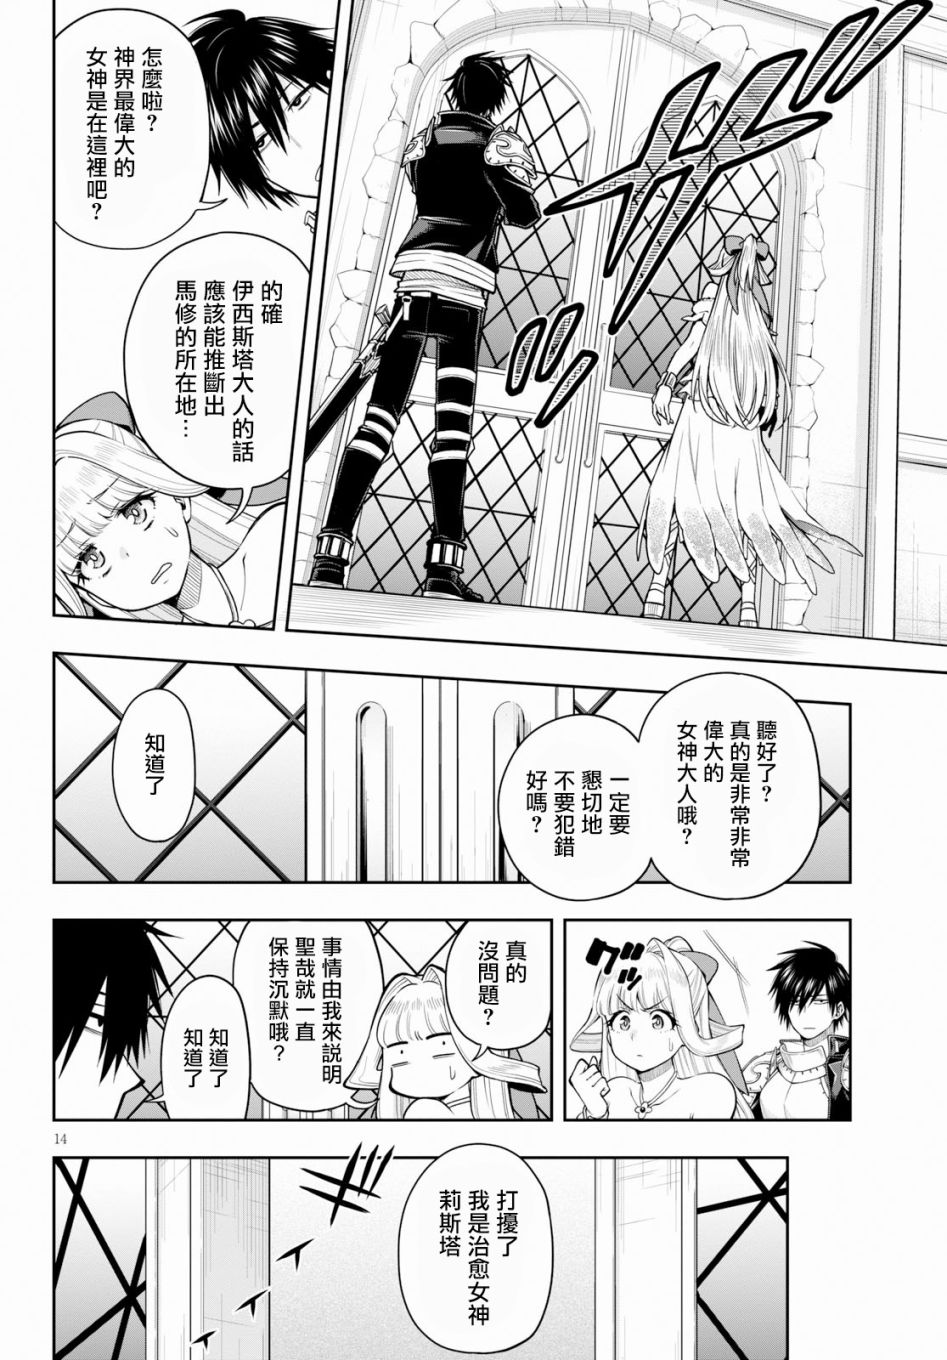 怎麼啦？
神界最偉大的
女神是在這裡吧？
的確
伊西斯塔大人的話
應該能推斷出
馬修的所在地…
聽好了？
真的是非常非常
偉大的
女神大人哦？
一定要
懇切地
不要犯錯
好嗎？
知道了
真的
沒問題？
事情由我來說明
聖哉就一直
保持沉默哦？
知道了
知道了
14
打擾了
我是治愈女神
莉斯塔